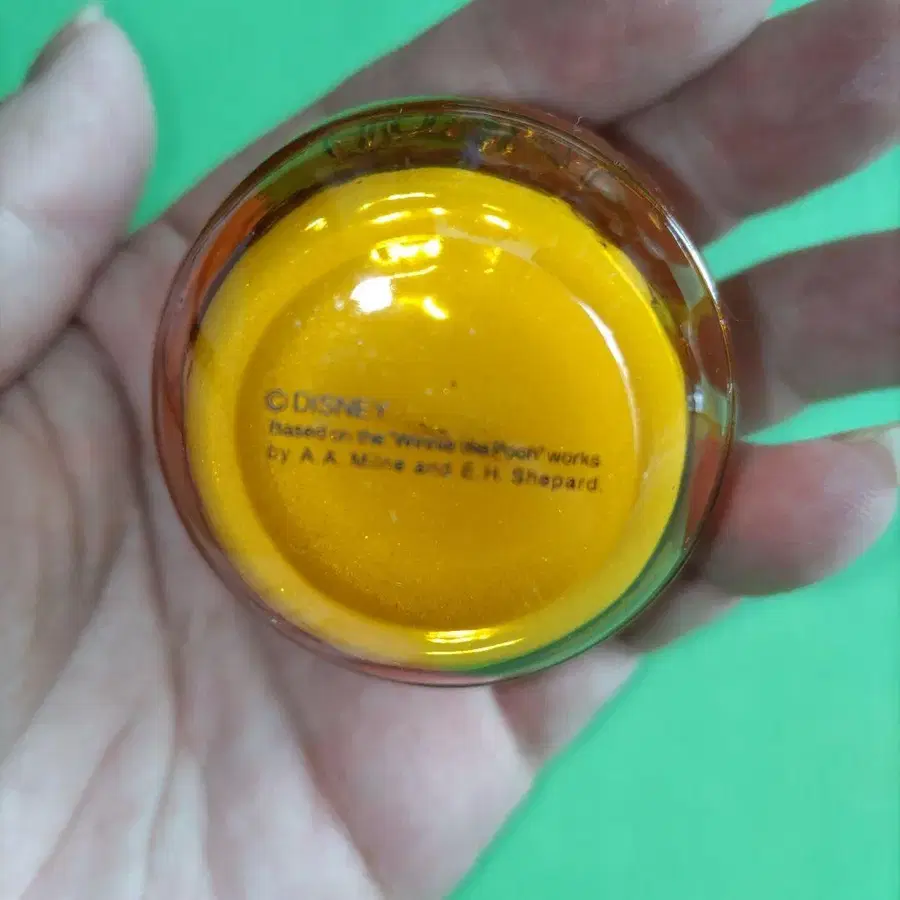 © DISNEY
Based on the "Winnie the Pooh" works
by A. A. Milne and E. H. Shepard.